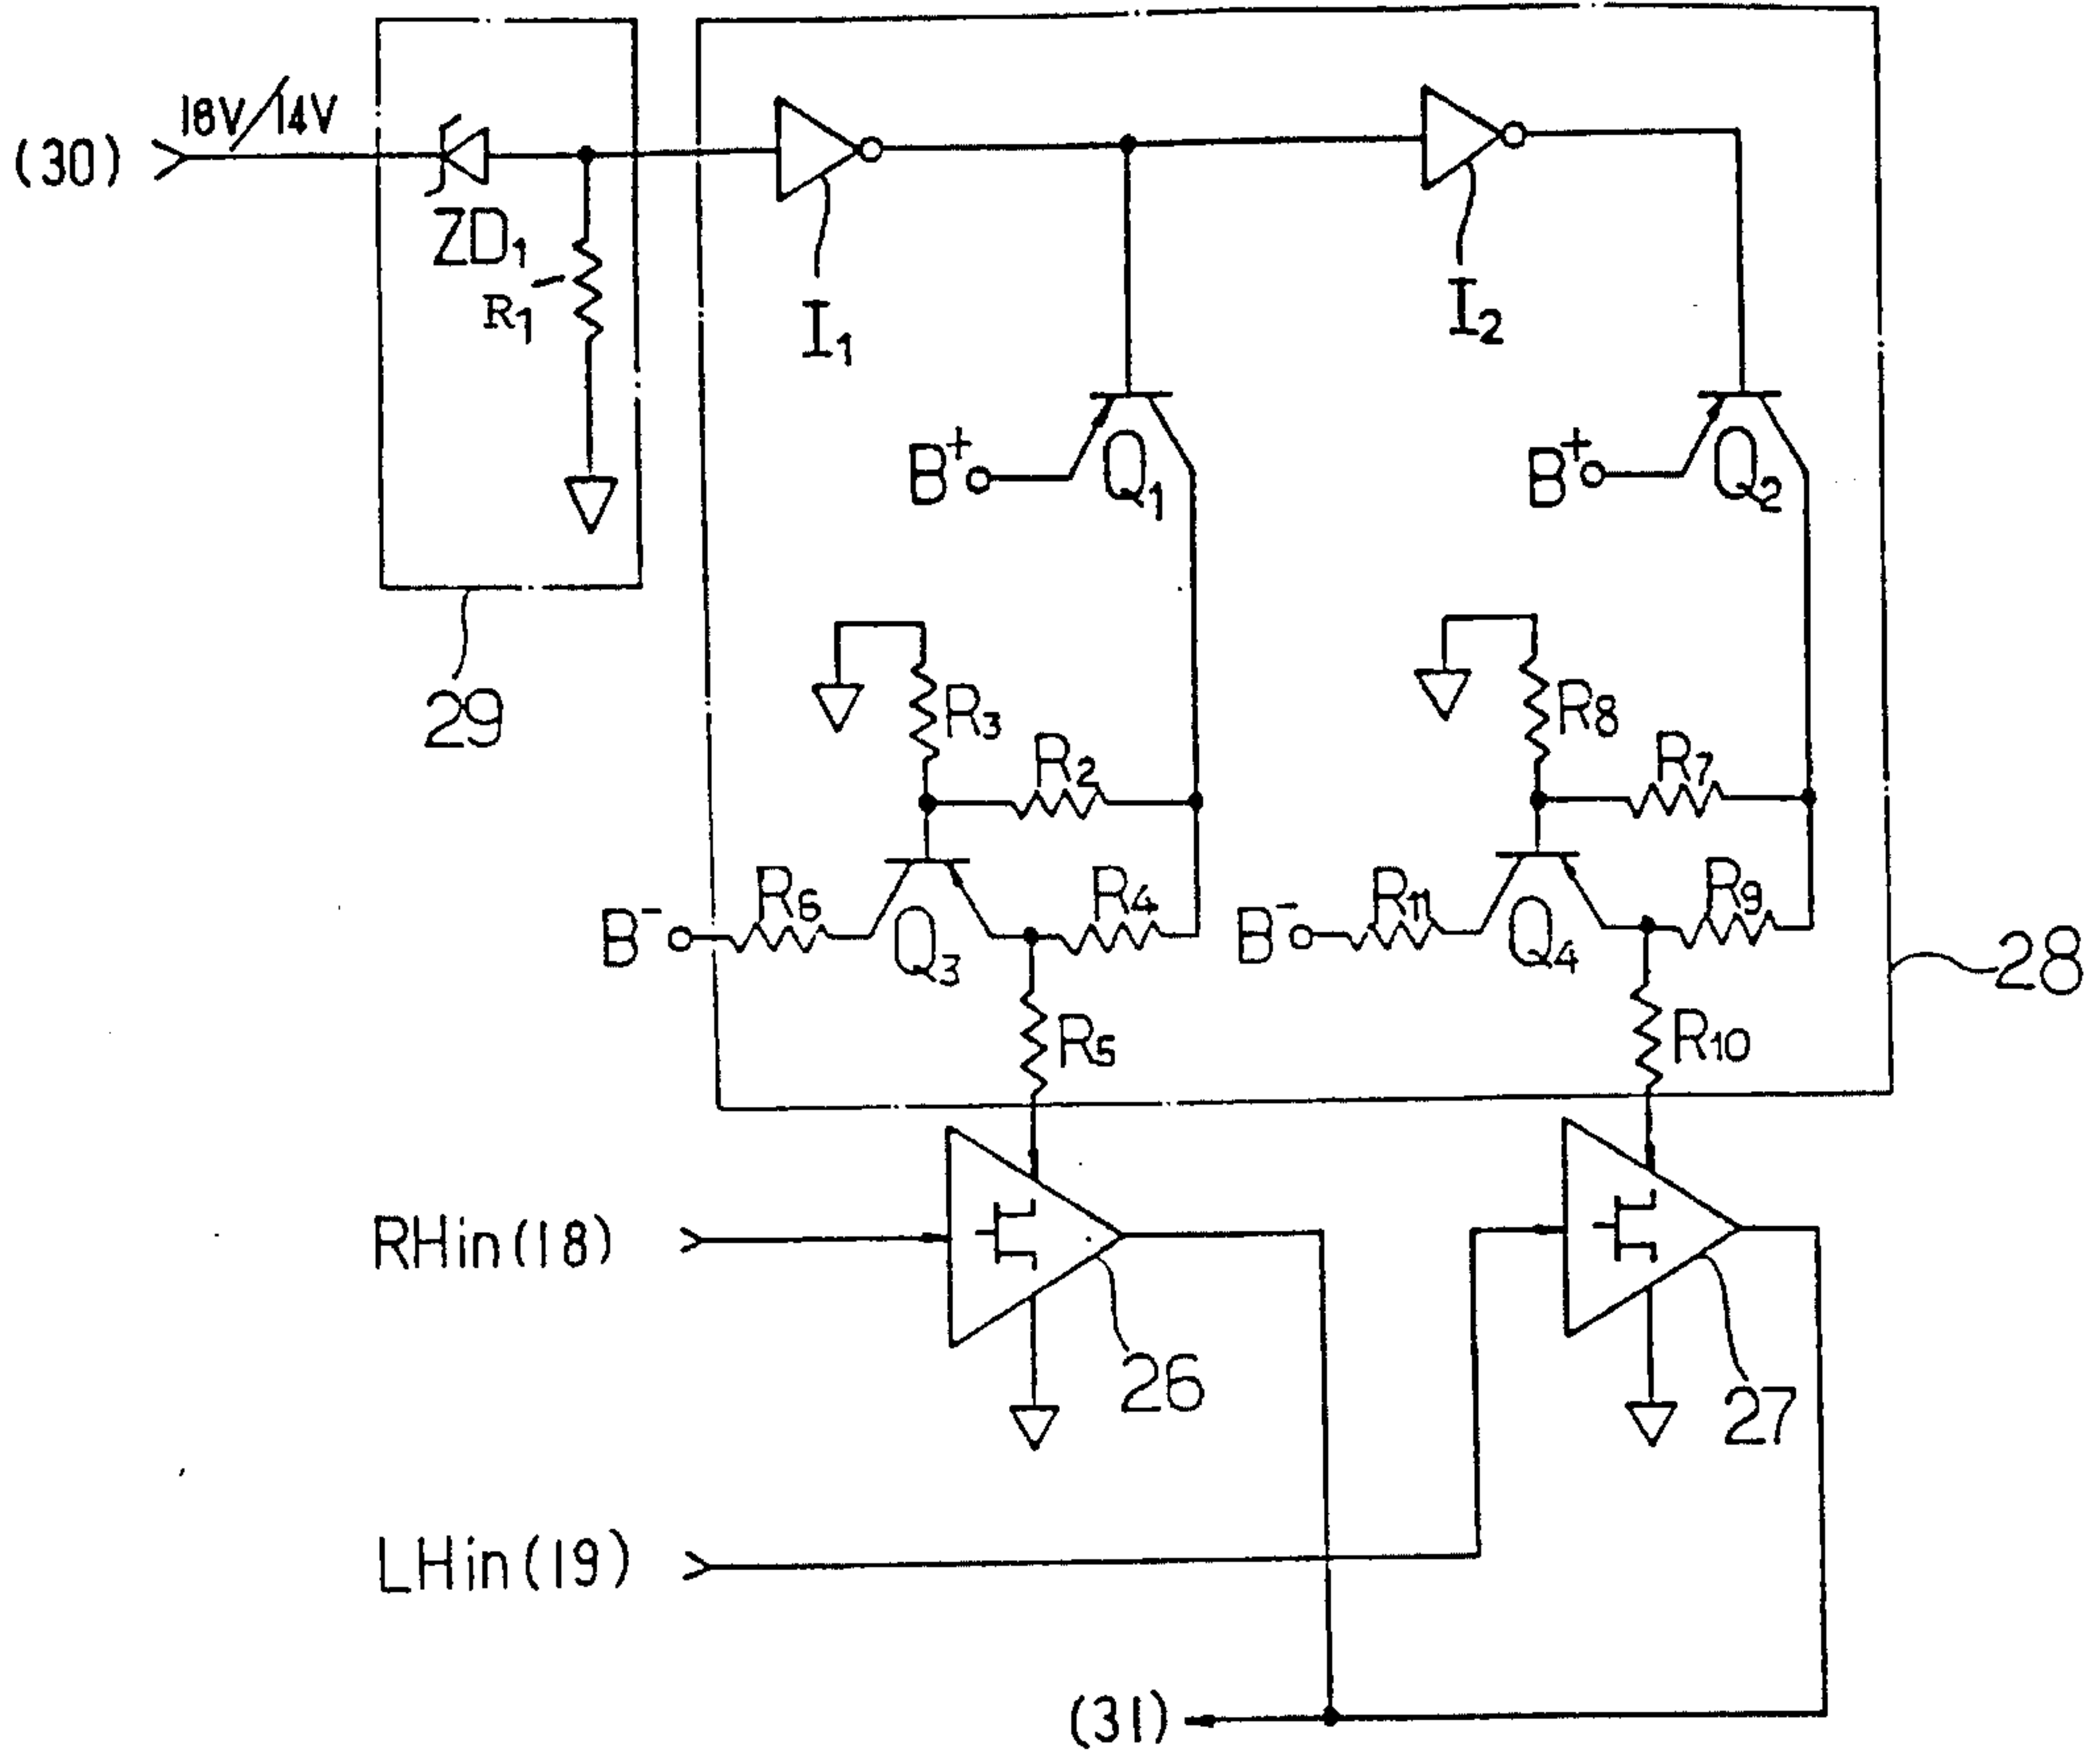 18V/14V
(30)
ZD1
R1
I1
I2
B+
Q1
B+
Q2
29
R3
R8
R2
R7
B-
R6
Q3
R4
B-
R11
Q4
R9
28
R5
R10
RHin(18)
26
27
LHin(19)
(31)